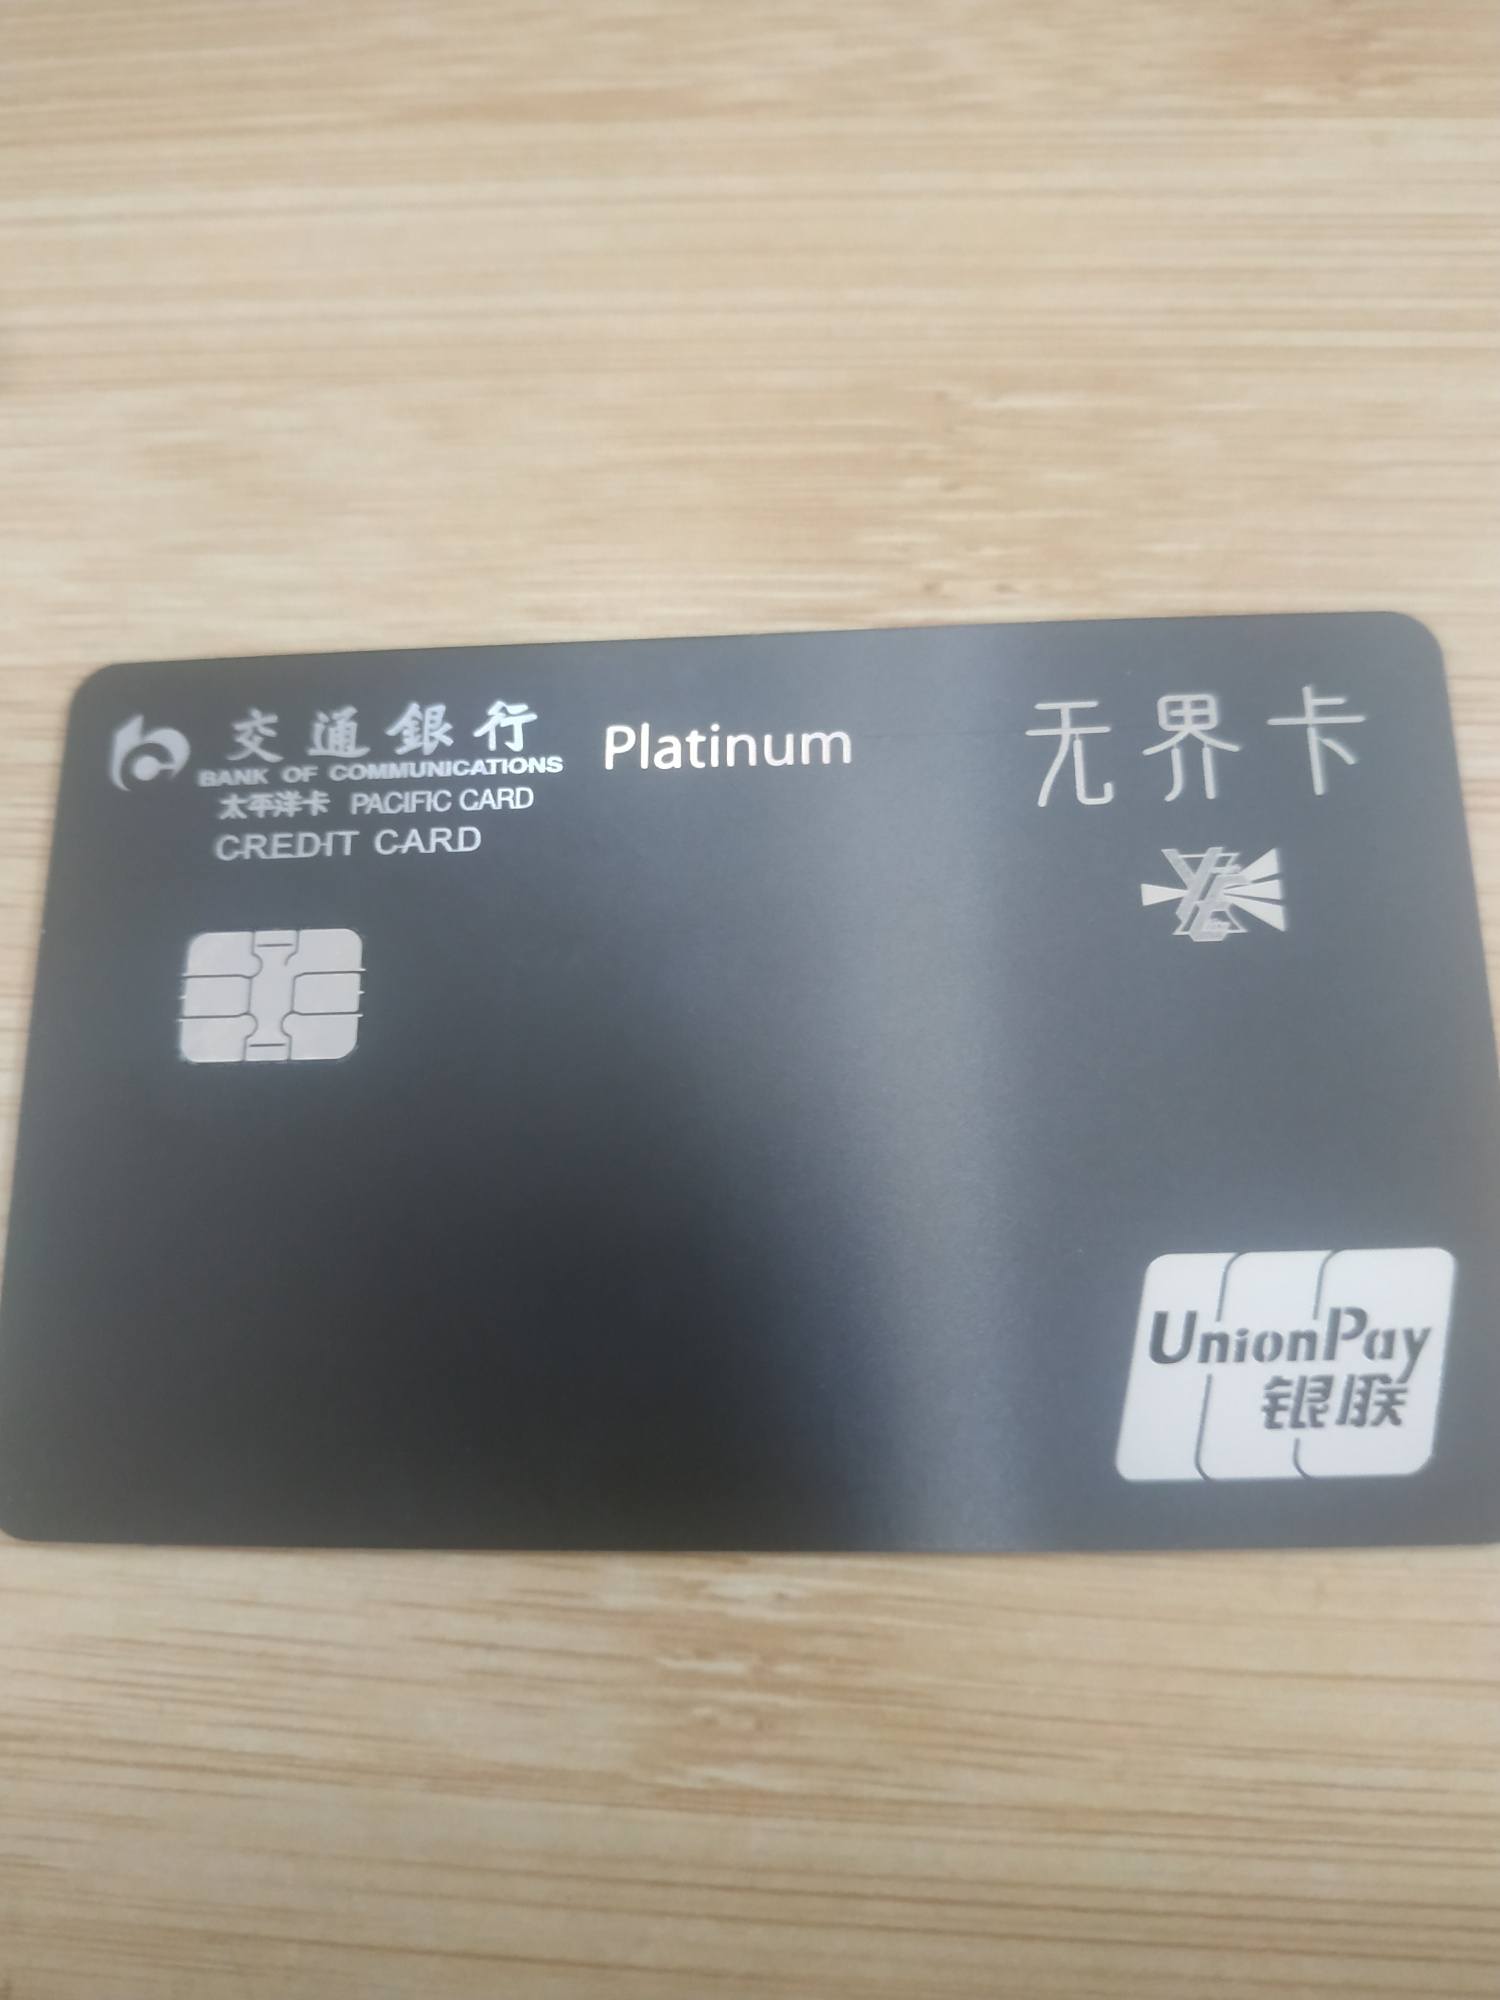 交通銀行 Platinum 无界卡
BANK OF COMMUNICATIONS
太平洋卡 PACIFIC CARD
CREDIT CARD
UnionPay
银联